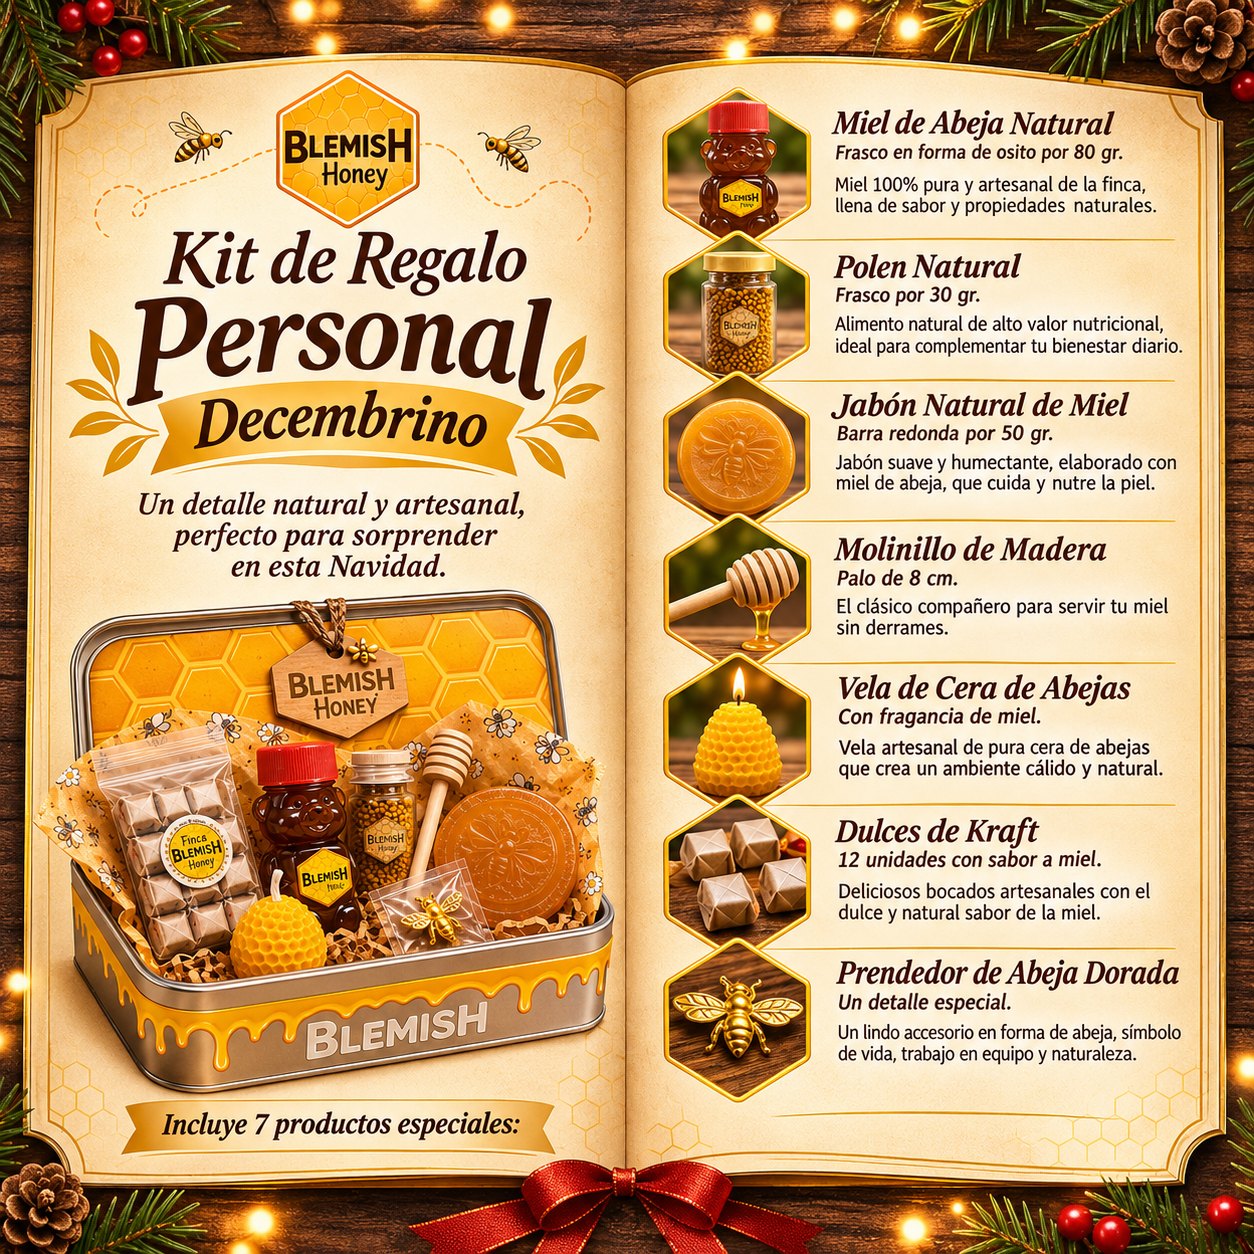 BLEMISH
Honey
Kit de Regalo
Personal
Decembrino
Un detalle natural y artesanal,
perfecto para sorprender
en esta Navidad.
BLEMISH
HONEY
Finca
BLEMISH
Honey
BLEMISH
BLEMISH
BLEMISH
Incluye 7 productos especiales:
BLEMISH
Miel de Abeja Natural
Frasco en forma de osito por 80 gr.
Miel 100% pura y artesanal de la finca,
llena de sabor y propiedades naturales.
Polen Natural
Frasco por 30 gr.
Alimento natural de alto valor nutricional,
ideal para complementar tu bienestar diario.
Jabón Natural de Miel
Barra redonda por 50 gr.
Jabón suave y humectante, elaborado con
miel de abeja, que cuida y nutre la piel.
Molinillo de Madera
Palo de 8 cm.
El clásico compañero para servir tu miel
sin derrames.
Vela de Cera de Abejas
Con fragancia de miel.
Vela artesanal de pura cera de abejas
que crea un ambiente cálido y natural.
Dulces de Kraft
12 unidades con sabor a miel.
Deliciosos bocados artesanales con el
dulce y natural sabor de la miel.
Prendedor de Abeja Dorada
Un detalle especial.
Un lindo accesorio en forma de abeja, símbolo
de vida, trabajo en equipo y naturaleza.